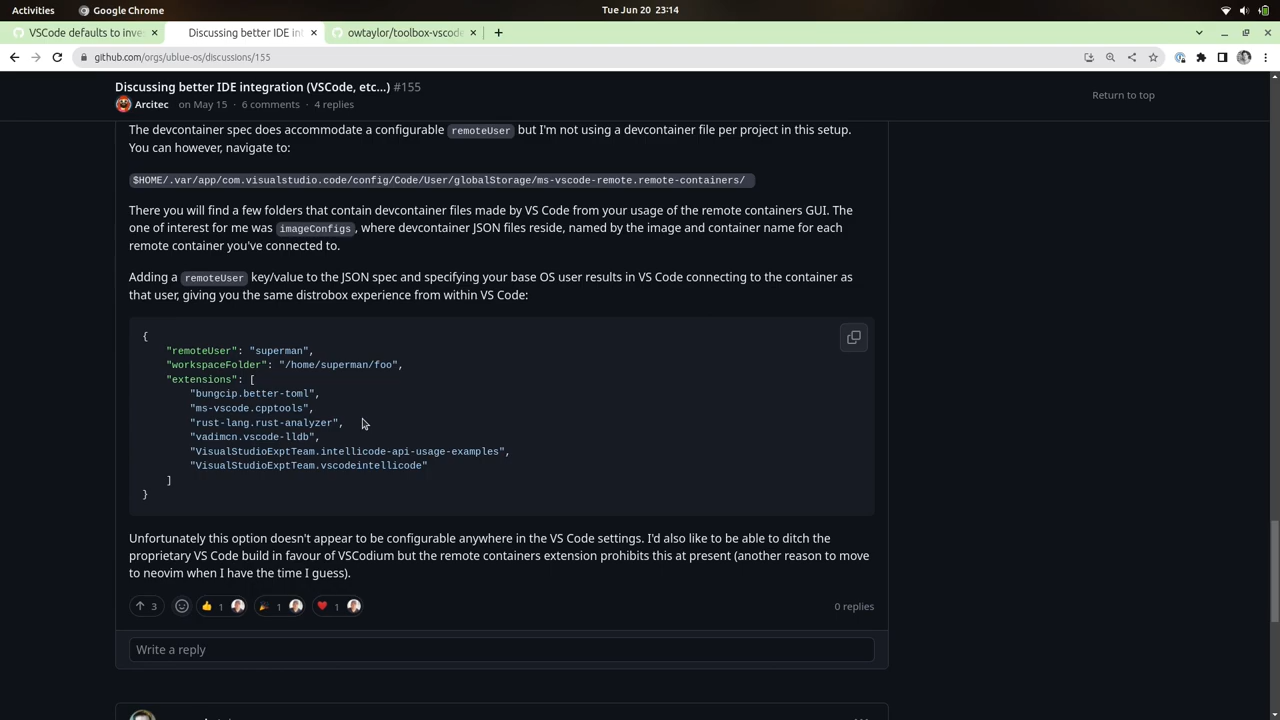 Activities
Google Chrome
Tue Jun 20 23:14
VSCode defaults to inve
Discussing better IDE int
owtaylor/toolbox-vscode
github.com/orgs/ublue-os/discussions/155
Discussing better IDE integration (VSCode, etc...) #155
Return to top
Arcitec on May 15 · 6 comments · 4 replies
The devcontainer spec does accommodate a configurable remoteUser but I'm not using a devcontainer file per project in this setup.
You can however, navigate to:
$HOME/.var/app/com.visualstudio.code/config/Code/User/globalStorage/ms-vscode-remote.remote-containers/
There you will find a few folders that contain devcontainer files made by VS Code from your usage of the remote containers GUI. The
one of interest for me was imageConfigs, where devcontainer JSON files reside, named by the image and container name for each
remote container you've connected to.
Adding a remoteUser key/value to the JSON spec and specifying your base OS user results in VS Code connecting to the container as
that user, giving you the same distrobox experience from within VS Code:
{
"remoteUser": "superman",
"workspaceFolder": "/home/superman/foo",
"extensions": [
"bungcip.better-toml",
"ms-vscode.cpptools",
"rust-lang.rust-analyzer",
"vadimcn.vscode-lldb",
"VisualStudioExptTeam.intellicode-api-usage-examples",
"VisualStudioExptTeam.vscodeintellicode"
]
}
Unfortunately this option doesn't appear to be configurable anywhere in the VS Code settings. I'd also like to be able to ditch the
proprietary VS Code build in favour of VSCodium but the remote containers extension prohibits this at present (another reason to move
to neovim when I have the time I guess).
3
1
1
1
0 replies
Write a reply